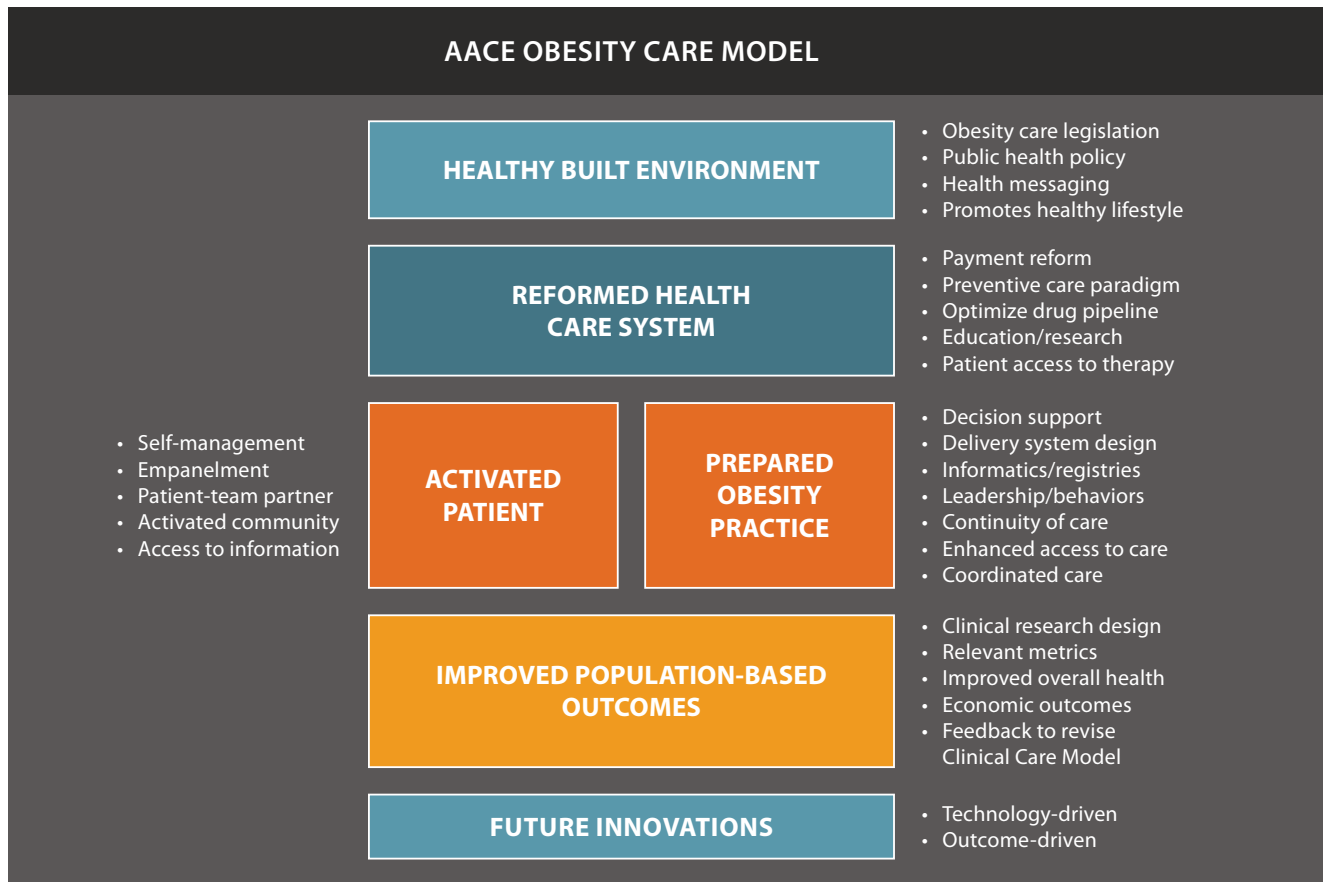 AACE OBESITY CARE MODEL
HEALTHY BUILT ENVIRONMENT
• Obesity care legislation
• Public health policy
• Health messaging
• Promotes healthy lifestyle
REFORMED HEALTH
CARE SYSTEM
• Payment reform
• Preventive care paradigm
• Optimize drug pipeline
• Education/research
• Patient access to therapy
• Self-management
• Empanelment
• Patient-team partner
• Activated community
• Access to information
ACTIVATED
PATIENT
PREPARED
OBESITY
PRACTICE
• Decision support
• Delivery system design
• Informatics/registries
• Leadership/behaviors
• Continuity of care
• Enhanced access to care
• Coordinated care
IMPROVED POPULATION-BASED
OUTCOMES
• Clinical research design
• Relevant metrics
• Improved overall health
• Economic outcomes
• Feedback to revise
Clinical Care Model
FUTURE INNOVATIONS
• Technology-driven
• Outcome-driven